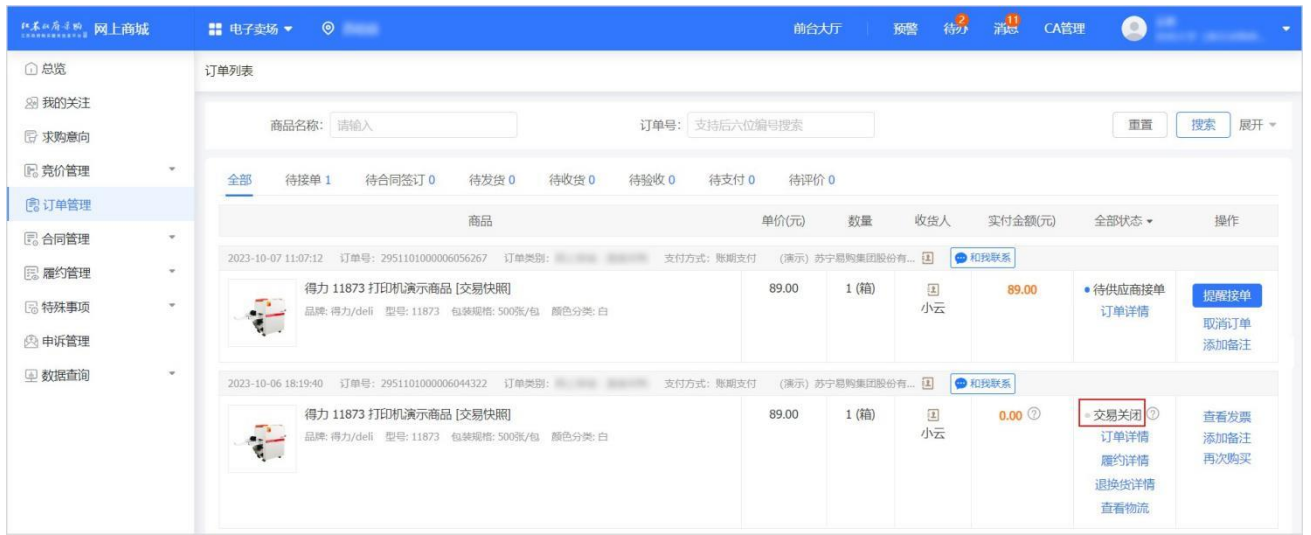 网上商城 电子卖场 前台大厅 预警 待办 2 消息 11 CA管理
总览
我的关注
求购意向
竞价管理
订单管理
合同管理
履约管理
特殊事项
申诉管理
数据查询
订单列表
商品名称: 请输入 订单号: 支持后六位编号搜索 重置 搜索 展开
全部 待接单 1 待合同签订 0 待发货 0 待收货 0 待验收 0 待支付 0 待评价 0
商品 单价(元) 数量 收货人 实付金额(元) 全部状态 操作
2023-10-07 11:07:12 订单号: 2951101000006056267 订单类别: 支付方式: 账期支付 (演示) 苏宁易购集团股份有... 和我联系
得力 11873 打印机演示商品 [交易快照] 89.00 1 (箱) 小云 89.00 待供应商接单 提醒接单
品牌: 得力/deli 型号: 11873 包装规格: 500张/包 颜色分类: 白 订单详情 取消订单
添加备注
2023-10-06 18:19:40 订单号: 2951101000006044322 订单类别: 支付方式: 账期支付 (演示) 苏宁易购集团股份有... 和我联系
得力 11873 打印机演示商品 [交易快照] 89.00 1 (箱) 小云 0.00 交易关闭 查看发票
品牌: 得力/deli 型号: 11873 包装规格: 500张/包 颜色分类: 白 订单详情 添加备注
履约详情 再次购买
退换货详情
查看物流